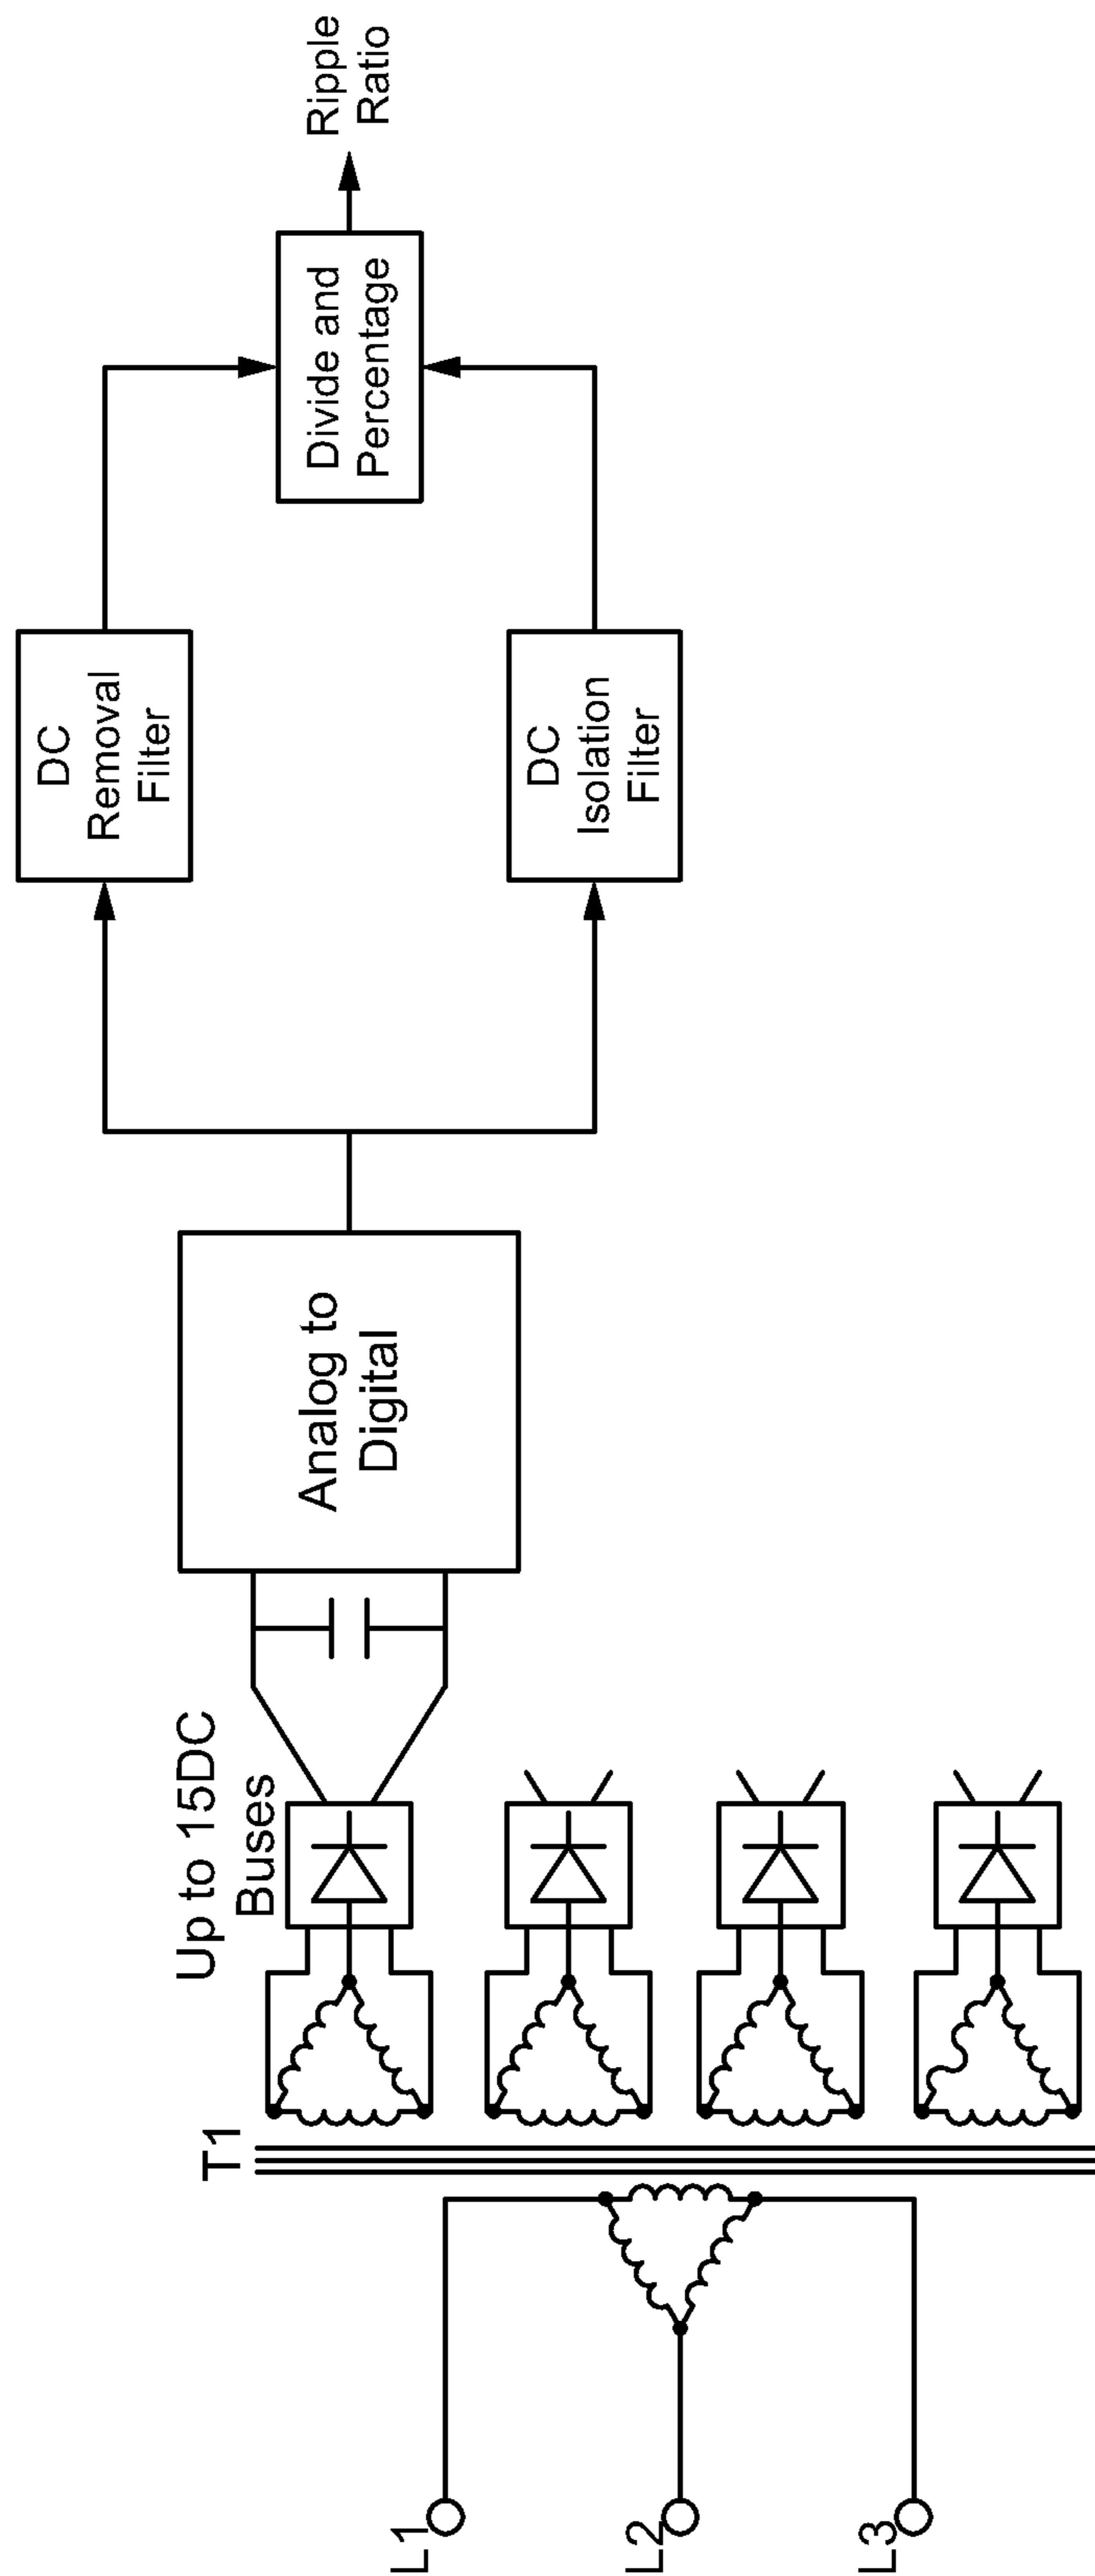 L1
L2
L3
T1
Up to 15DC
Buses
Analog to
Digital
DC
Removal
Filter
DC
Isolation
Filter
Divide and
Percentage
Ripple
Ratio